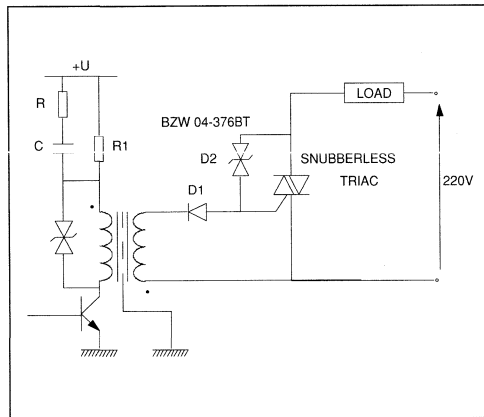 +U
R
C
R1
BZW 04-376BT
D2
D1
LOAD
SNUBBERLESS
TRIAC
220V